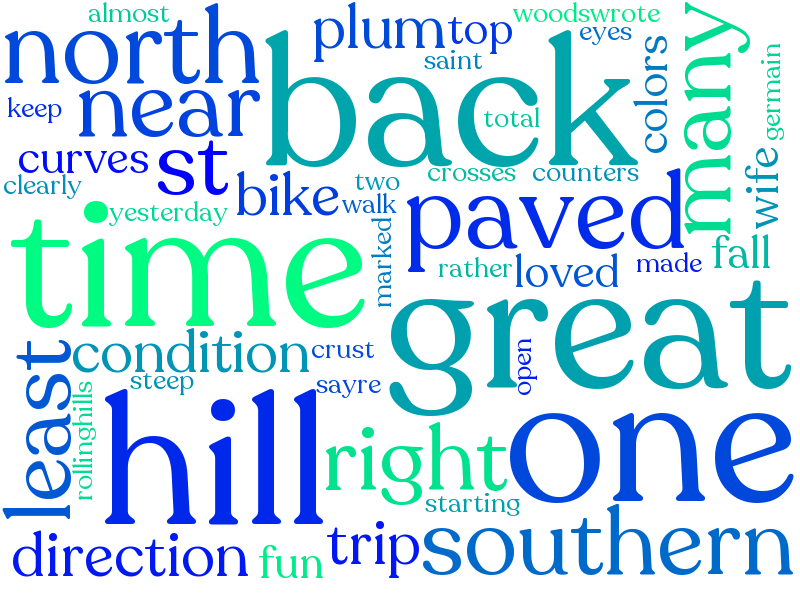 almost
woodswrote
north
plum
top
eyes
many
back
saint
colors
near
keep
total
germain
curves
st
crosses
counters
wife
clearly
bike
two
walk
paved
yesterday
time
marked
rather
loved
made
fall
great
condition
crust
open
least
steep
sayre
rollinghills
hill
right
one
starting
southern
direction
fun
trip